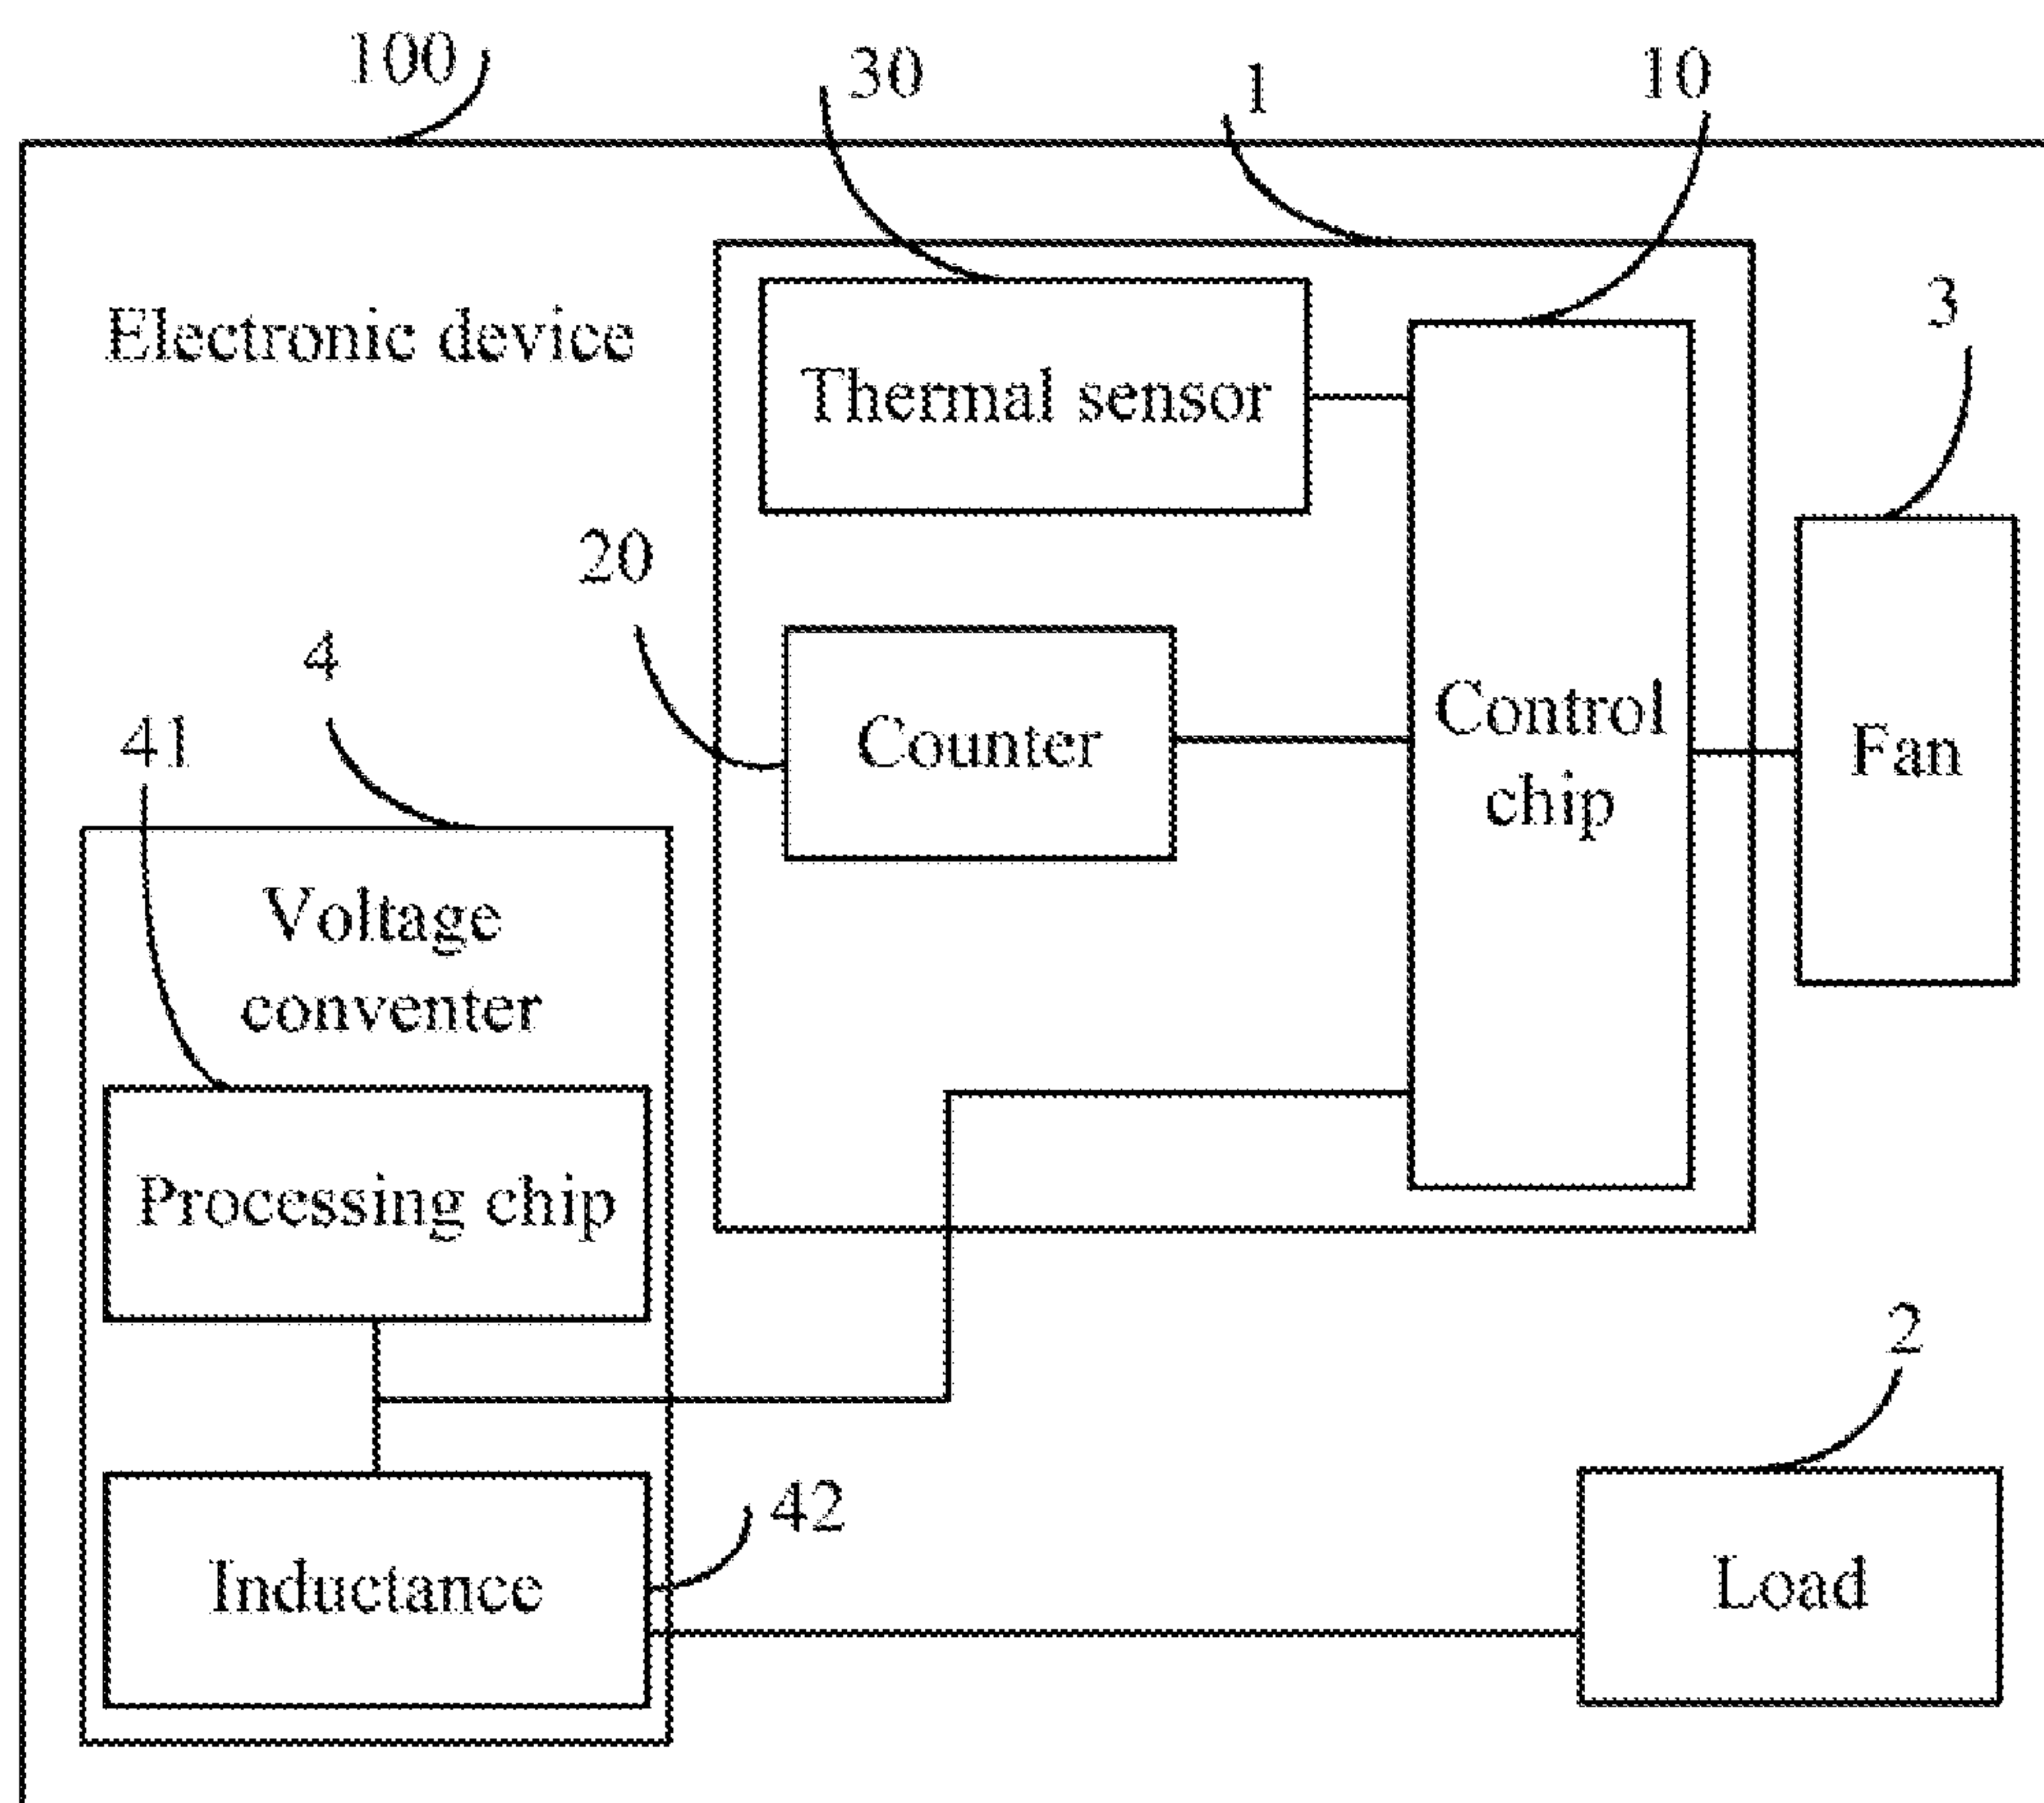 100
30
1
10
Electronic device
3
Thermal sensor
20
4
41
Counter
Control
chip
Fan
Voltage
conventer
Processing chip
2
42
Inductance
Load